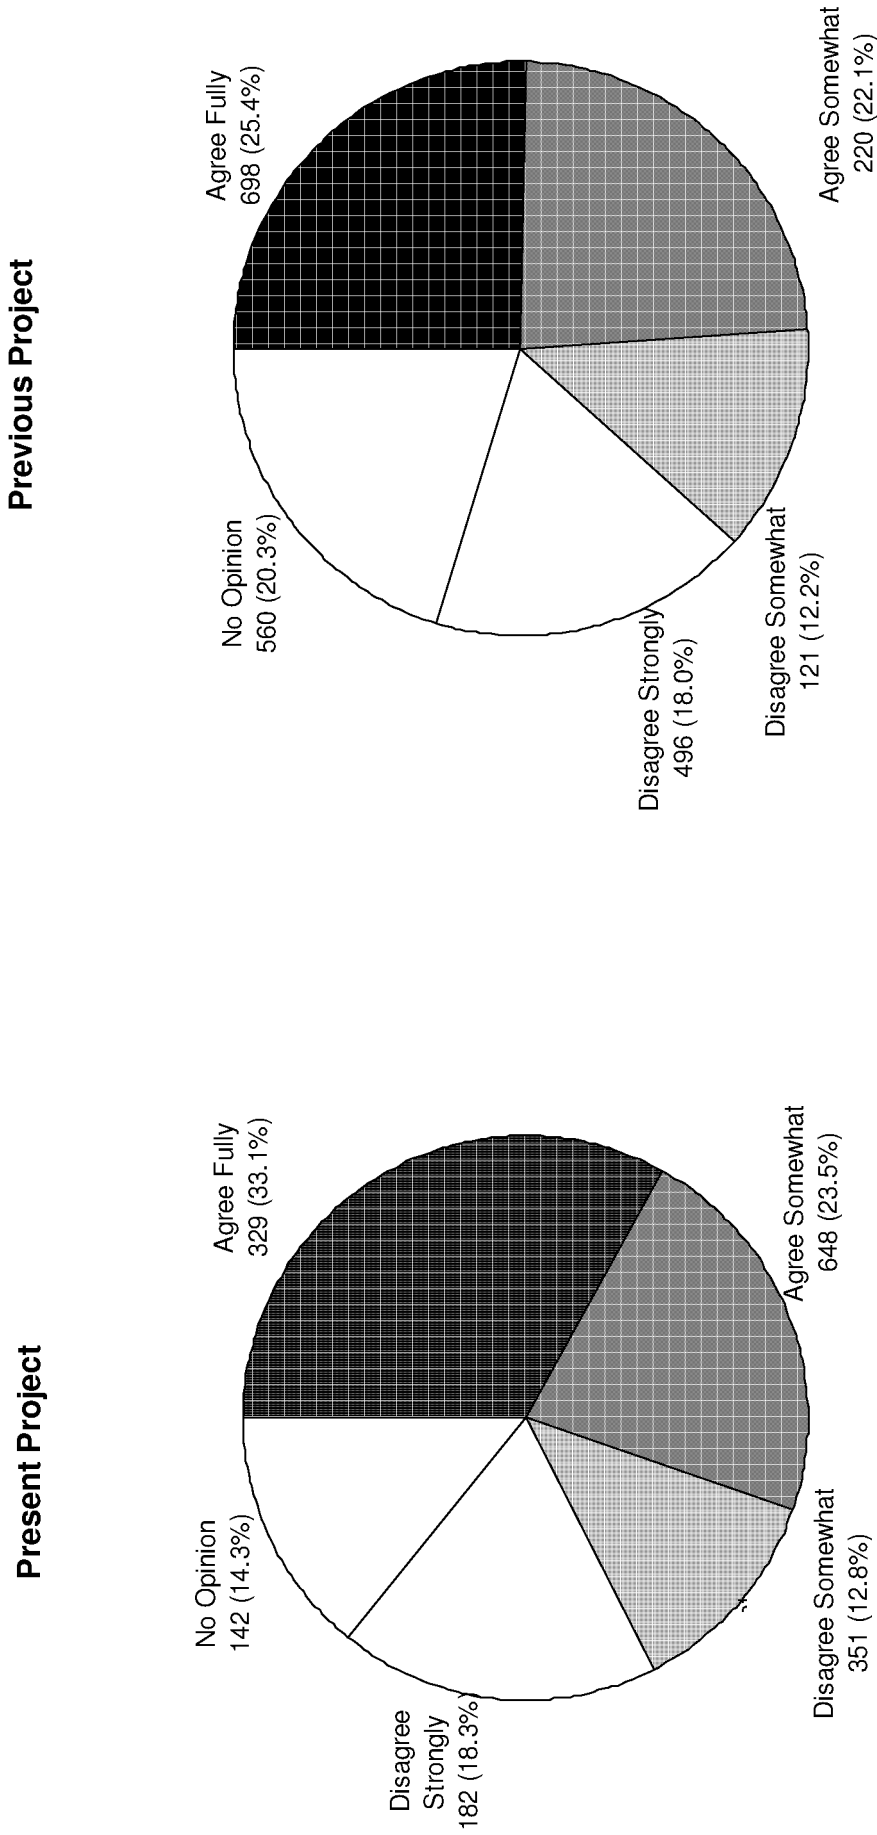 Present Project
Agree Fully
329 (33.1%)
Agree Somewhat
648 (23.5%)
Disagree Somewhat
351 (12.8%)
Disagree
Strongly
182 (18.3%)
No Opinion
142 (14.3%)
Previous Project
Agree Fully
698 (25.4%)
Agree Somewhat
220 (22.1%)
Disagree Somewhat
121 (12.2%)
Disagree Strongly
496 (18.0%)
No Opinion
560 (20.3%)